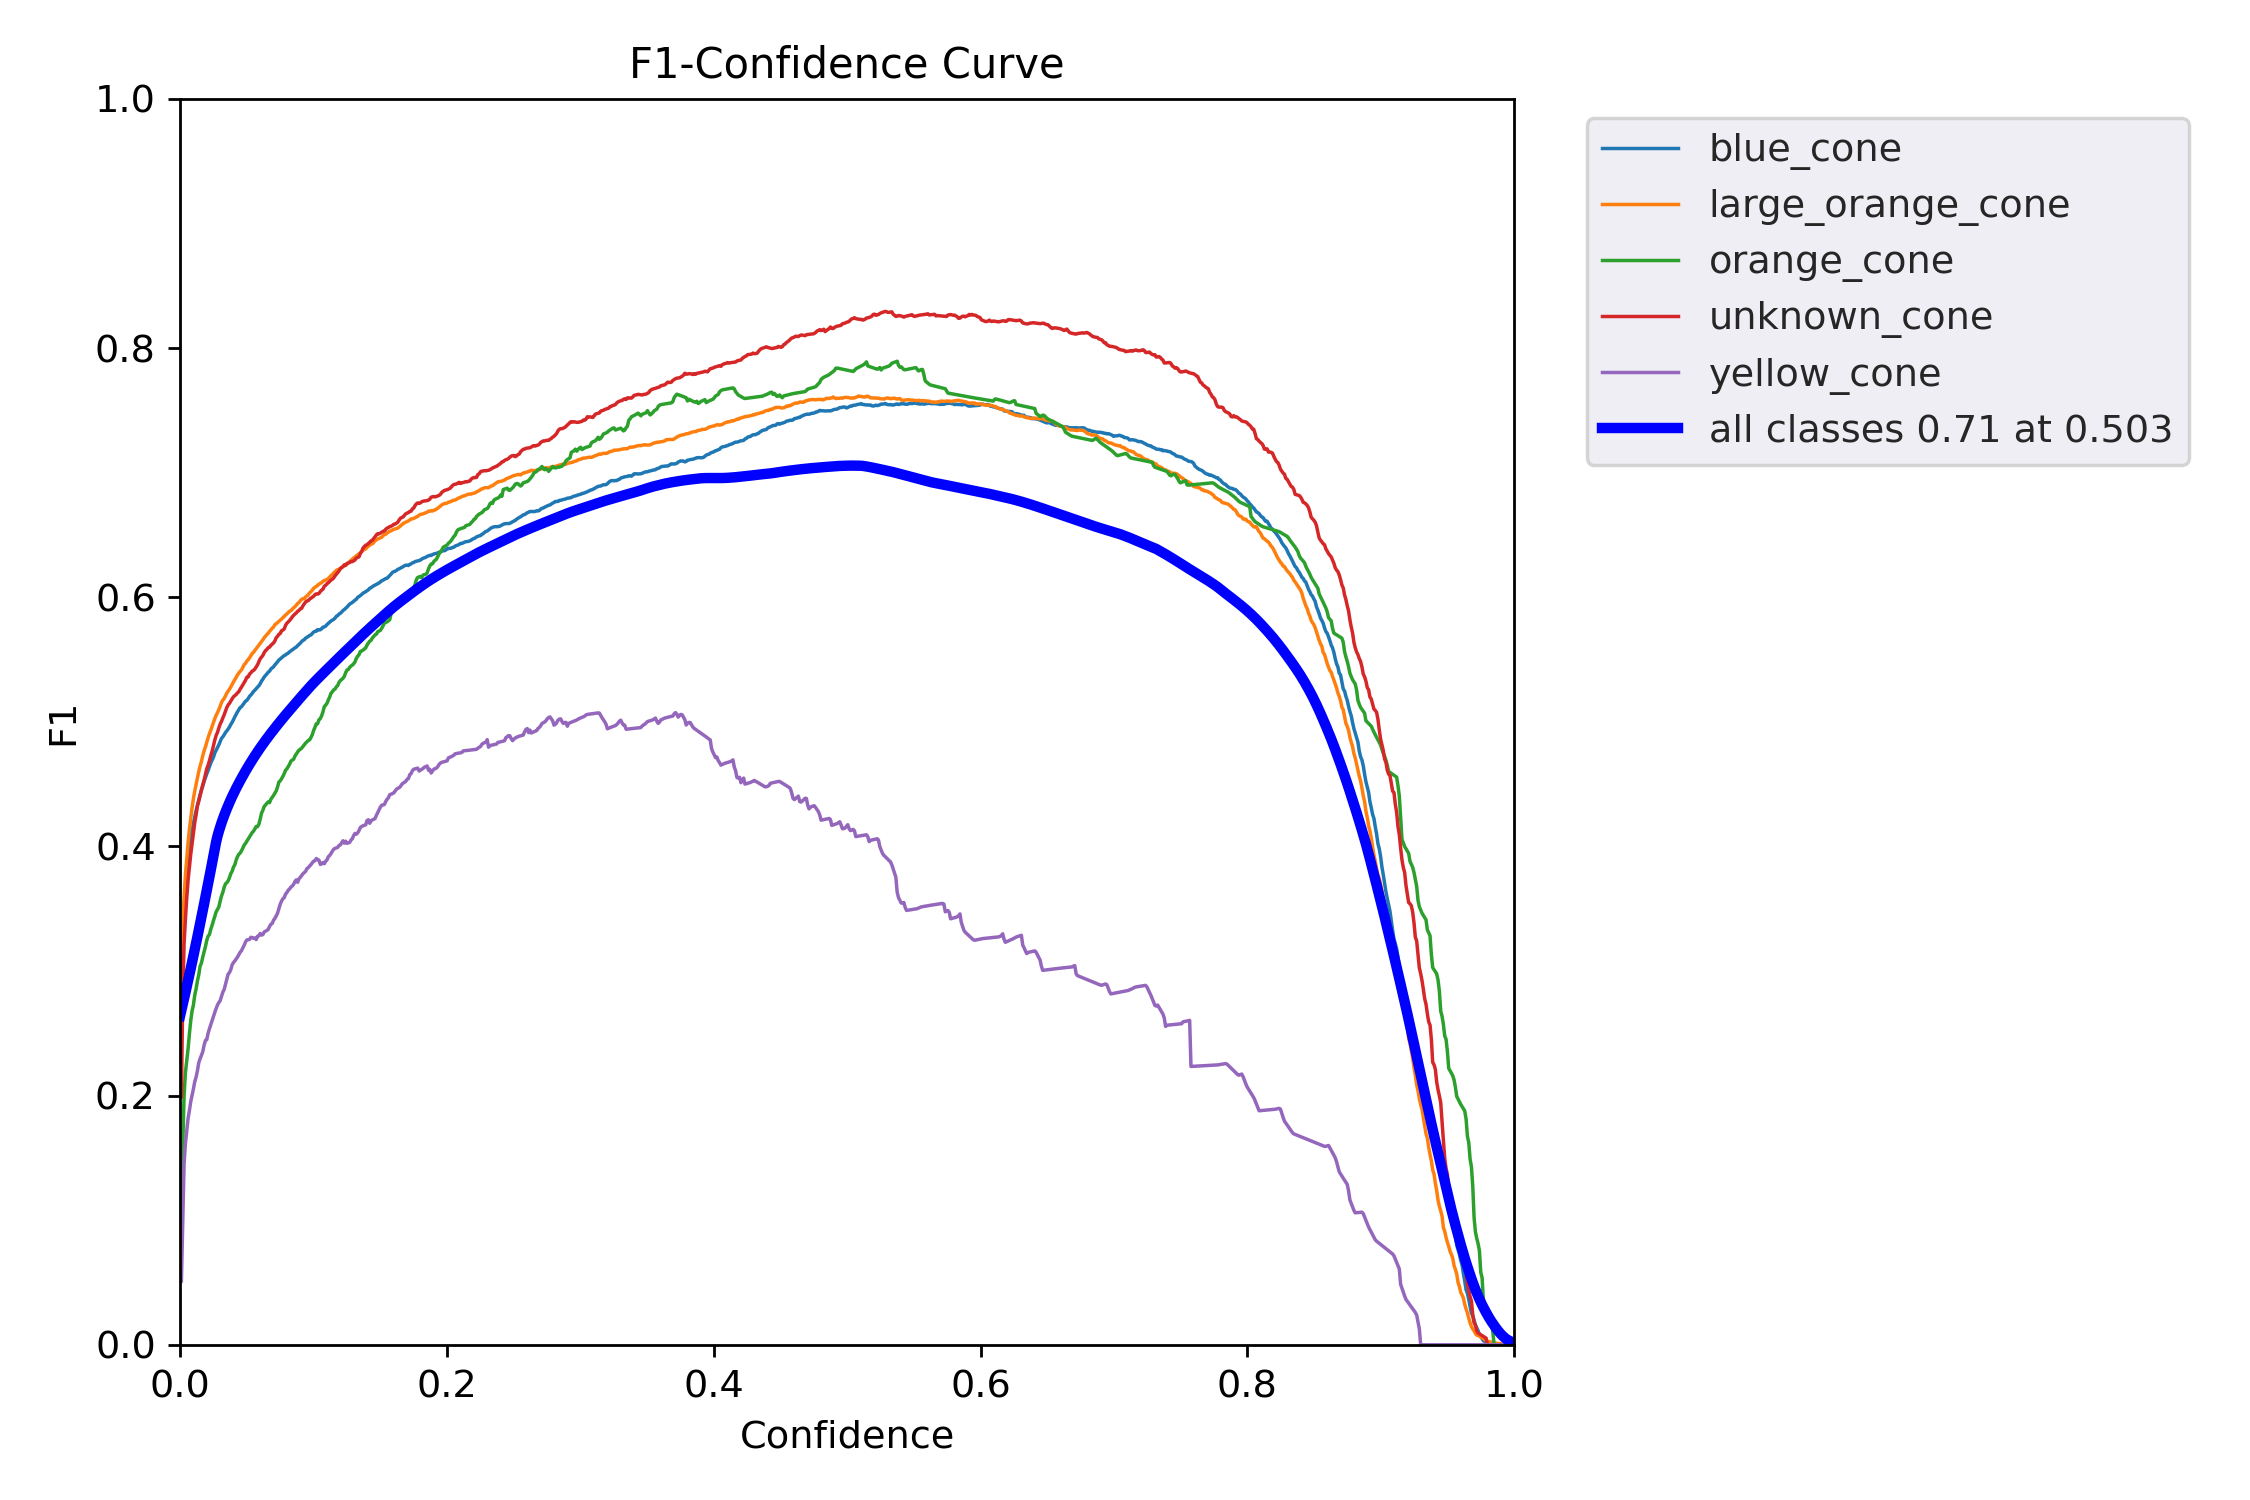 F1-Confidence Curve
1.0
0.8
0.6
0.4
0.2
0.0
F1
0.0 0.2 0.4 0.6 0.8 1.0
Confidence
blue_cone
large_orange_cone
orange_cone
unknown_cone
yellow_cone
all classes 0.71 at 0.503